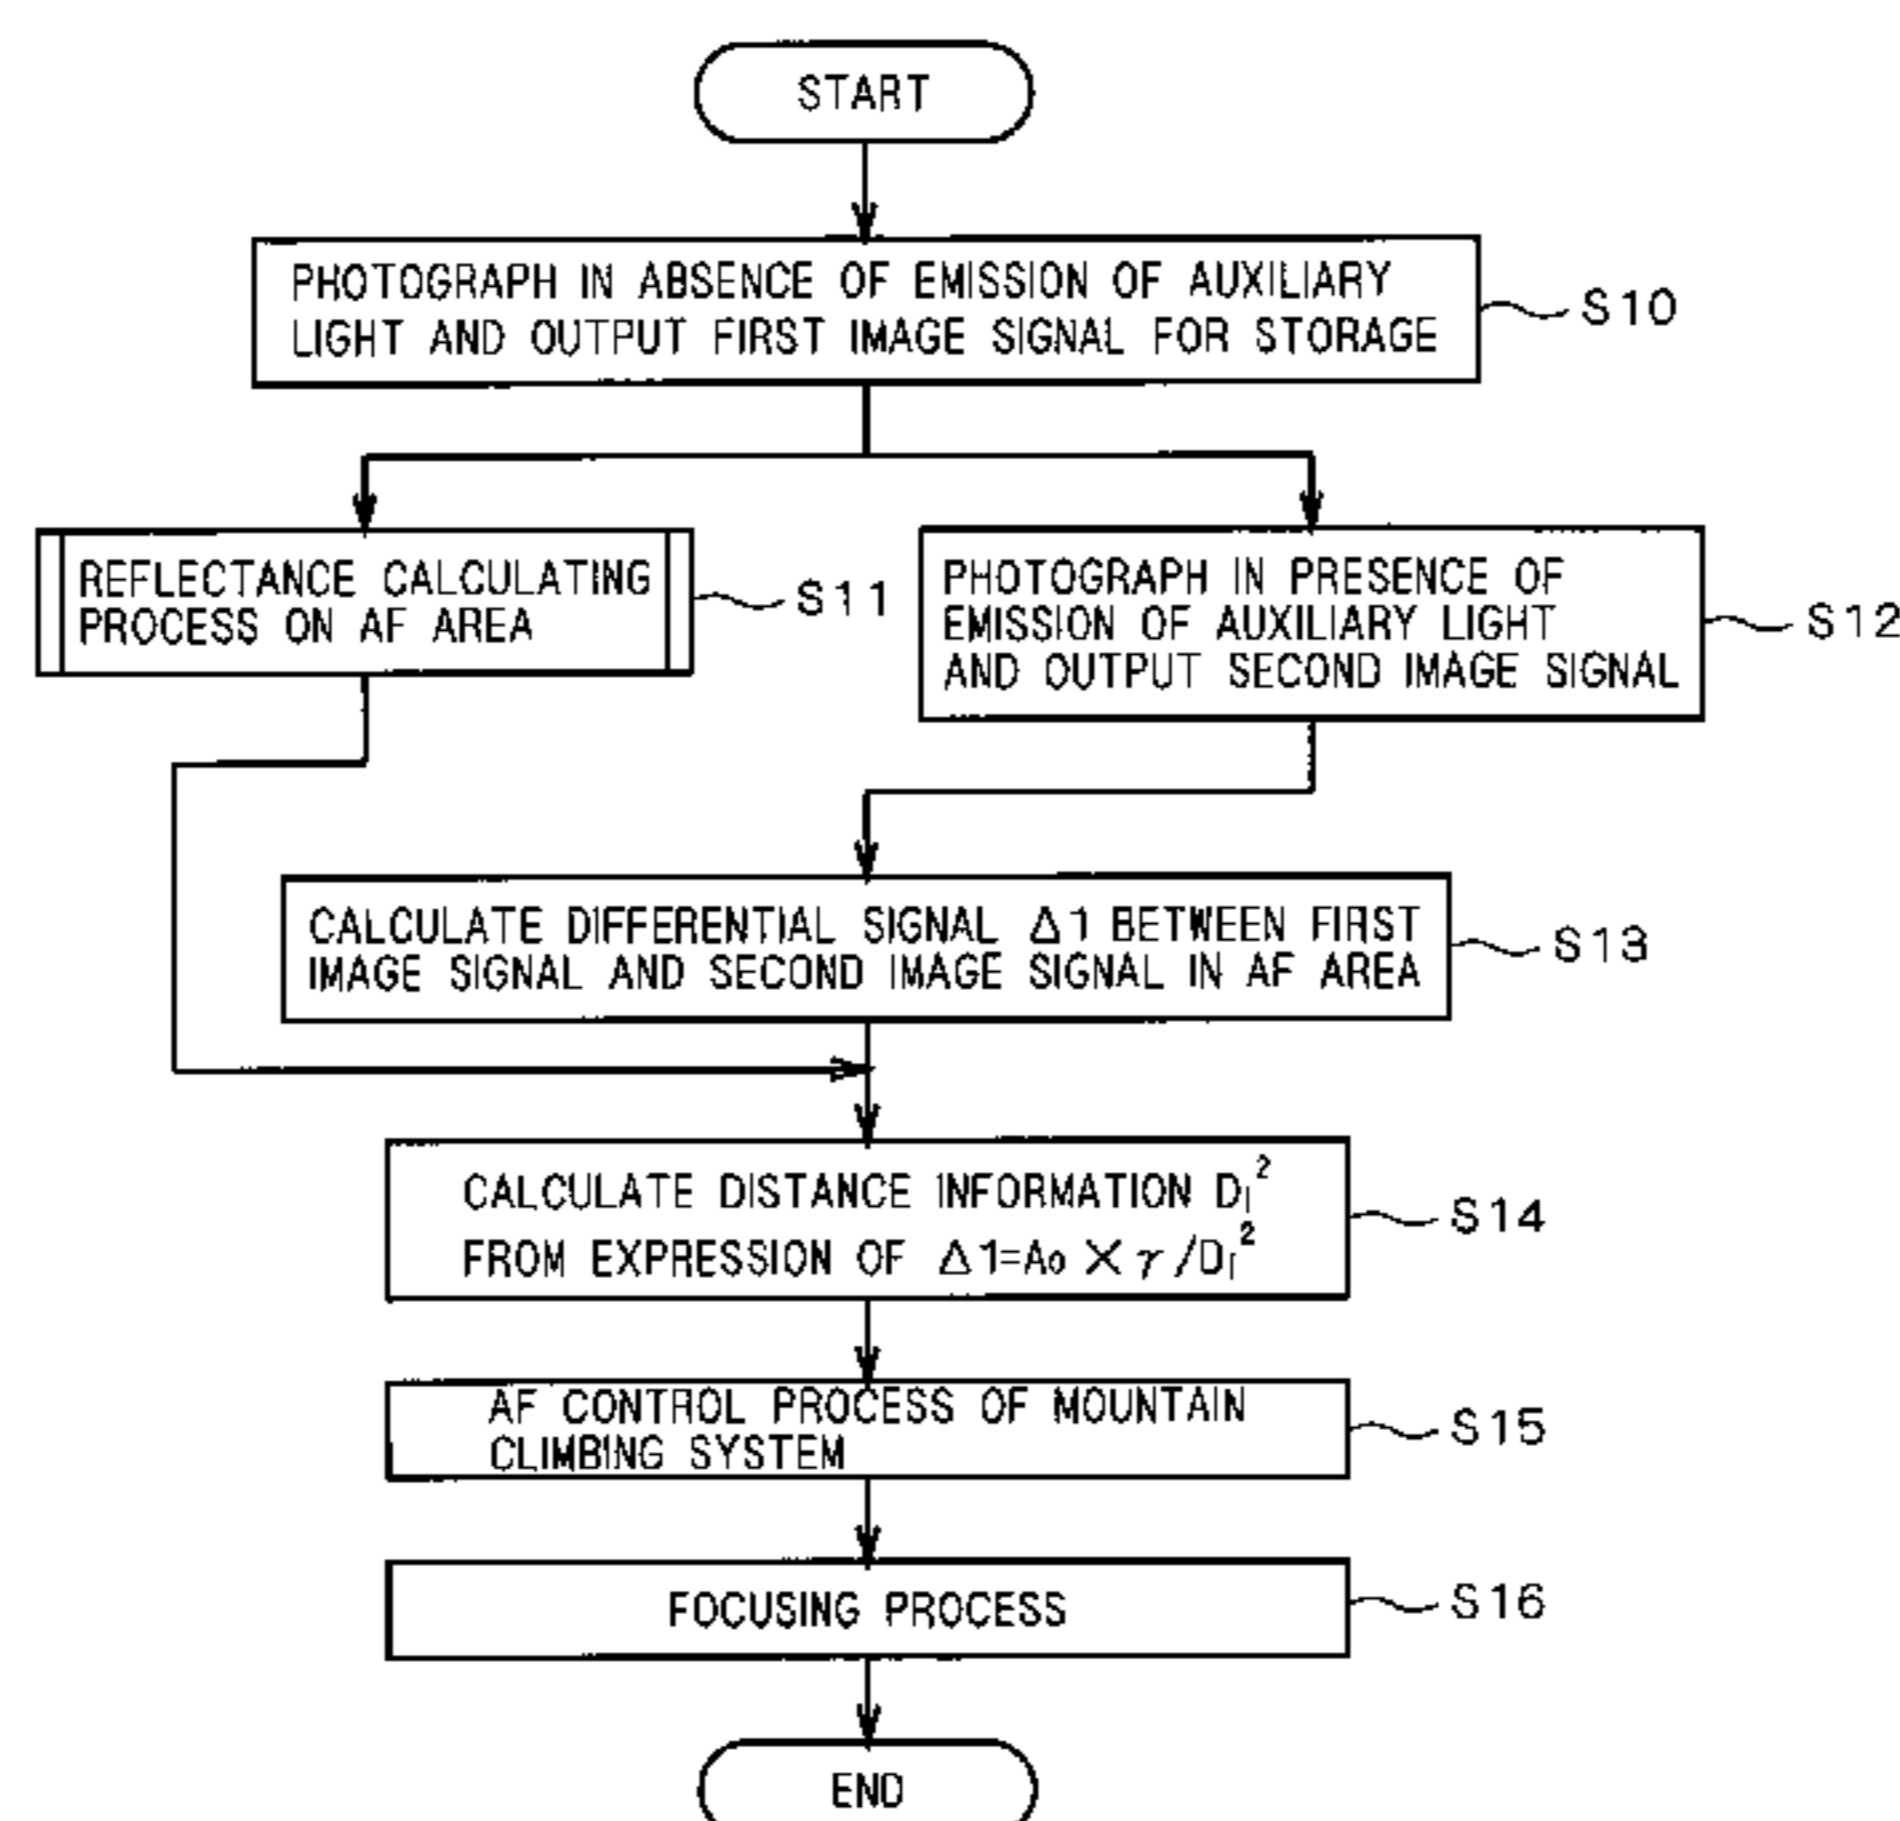 START
PHOTOGRAPH IN ABSENCE OF EMISSION OF AUXILIARY
LIGHT AND OUTPUT FIRST IMAGE SIGNAL FOR STORAGE
S10
REFLECTANCE CALCULATING
PROCESS ON AF AREA
S11
PHOTOGRAPH IN PRESENCE OF
EMISSION OF AUXILIARY LIGHT
AND OUTPUT SECOND IMAGE SIGNAL
S12
CALCULATE DIFFERENTIAL SIGNAL Δ1 BETWEEN FIRST
IMAGE SIGNAL AND SECOND IMAGE SIGNAL IN AF AREA
S13
CALCULATE DISTANCE INFORMATION D₁²
FROM EXPRESSION OF Δ1=A₀×γ/D₁²
S14
AF CONTROL PROCESS OF MOUNTAIN
CLIMBING SYSTEM
S15
FOCUSING PROCESS
S16
END